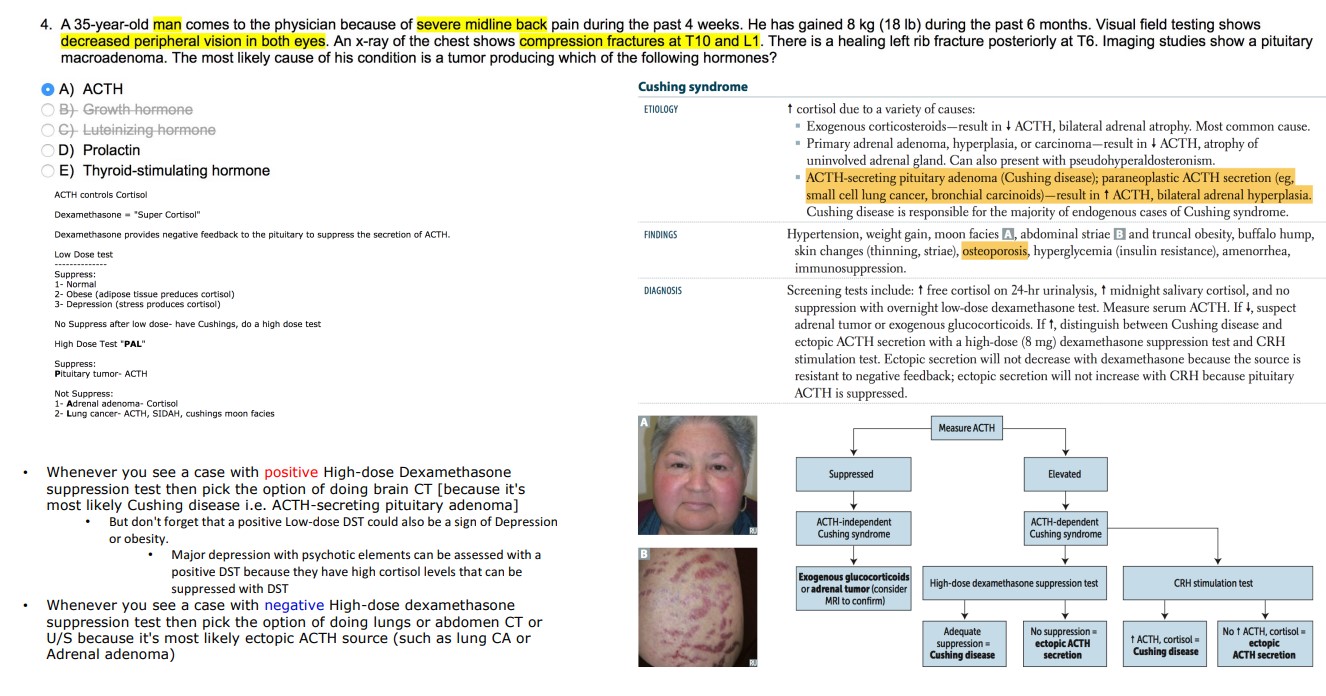 4. A 35-year-old man comes to the physician because of severe midline back pain during the past 4 weeks. He has gained 8 kg (18 lb) during the past 6 months. Visual field testing shows
decreased peripheral vision in both eyes. An x-ray of the chest shows compression fractures at T10 and L1. There is a healing left rib fracture posteriorly at T6. Imaging studies show a pituitary
macroadenoma. The most likely cause of his condition is a tumor producing which of the following hormones?
A) ACTH
B) Growth hormone
C) Luteinizing hormone
D) Prolactin
E) Thyroid-stimulating hormone
ACTH controls Cortisol
Dexamethasone = "Super Cortisol"
Dexamethasone provides negative feedback to the pituitary to suppress the secretion of ACTH.
Low Dose test
--------------
Suppress:
1- Normal
2- Obese (adipose tissue preduces cortisol)
3- Depression (stress produces cortisol)
No Suppress after low dose- have Cushings, do a high dose test
High Dose Test "PAL"
Suppress:
Pituitary tumor- ACTH
Not Suppress:
1- Adrenal adenoma- Cortisol
2- Lung cancer- ACTH, SIDAH, cushings moon facies
• Whenever you see a case with positive High-dose Dexamethasone
suppression test then pick the option of doing brain CT [because it's
most likely Cushing disease i.e. ACTH-secreting pituitary adenoma]
• But don't forget that a positive Low-dose DST could also be a sign of Depression
or obesity.
• Major depression with psychotic elements can be assessed with a
positive DST because they have high cortisol levels that can be
suppressed with DST
• Whenever you see a case with negative High-dose dexamethasone
suppression test then pick the option of doing lungs or abdomen CT or
U/S because it's most likely ectopic ACTH source (such as lung CA or
Adrenal adenoma)
Cushing syndrome
ETIOLOGY
↑ cortisol due to a variety of causes:
▪ Exogenous corticosteroids—result in ↓ ACTH, bilateral adrenal atrophy. Most common cause.
▪ Primary adrenal adenoma, hyperplasia, or carcinoma—result in ↓ ACTH, atrophy of
uninvolved adrenal gland. Can also present with pseudohyperaldosteronism.
▪ ACTH-secreting pituitary adenoma (Cushing disease); paraneoplastic ACTH secretion (eg,
small cell lung cancer, bronchial carcinoids)—result in ↑ ACTH, bilateral adrenal hyperplasia.
Cushing disease is responsible for the majority of endogenous cases of Cushing syndrome.
FINDINGS
Hypertension, weight gain, moon facies A, abdominal striae B and truncal obesity, buffalo hump,
skin changes (thinning, striae), osteoporosis, hyperglycemia (insulin resistance), amenorrhea,
immunosuppression.
DIAGNOSIS
Screening tests include: ↑ free cortisol on 24-hr urinalysis, ↑ midnight salivary cortisol, and no
suppression with overnight low-dose dexamethasone test. Measure serum ACTH. If ↓, suspect
adrenal tumor or exogenous glucocorticoids. If ↑, distinguish between Cushing disease and
ectopic ACTH secretion with a high-dose (8 mg) dexamethasone suppression test and CRH
stimulation test. Ectopic secretion will not decrease with dexamethasone because the source is
resistant to negative feedback; ectopic secretion will not increase with CRH because pituitary
ACTH is suppressed.
A
B
Measure ACTH
Suppressed
Elevated
ACTH-independent
Cushing syndrome
ACTH-dependent
Cushing syndrome
Exogenous glucocorticoids
or adrenal tumor (consider
MRI to confirm)
High-dose dexamethasone suppression test
CRH stimulation test
Adequate
suppression =
Cushing disease
No suppression =
ectopic ACTH
secretion
↑ ACTH, cortisol =
Cushing disease
No ↑ ACTH, cortisol =
ectopic
ACTH secretion